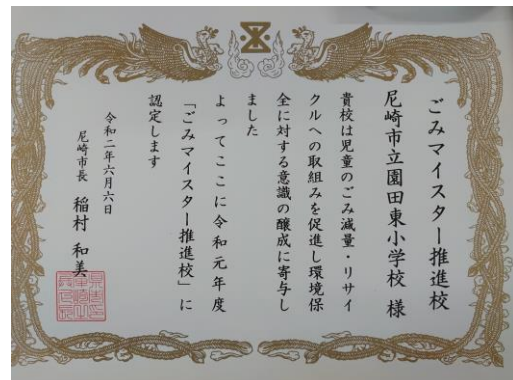 ごみマイスター推進校
尼崎市立園田東小学校 様
貴校は児童のごみ減量・リサイ
クルへの取組みを促進し環境保
全に対する意識の醸成に寄与し
ました
よってここに令和元年度
「ごみマイスター推進校」に
認定します
令和二年六月六日
尼崎市長 稲村 和美